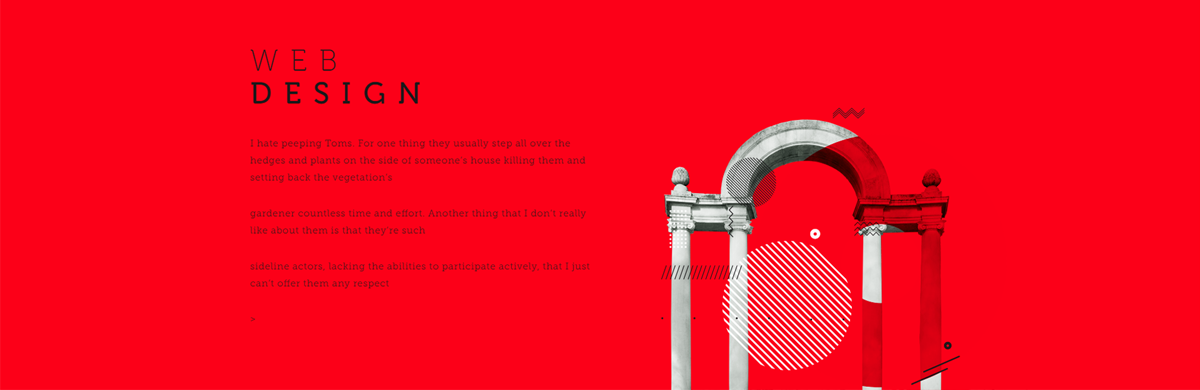 WEB
DESIGN
I hate peeping Toms. For one thing they usually step all over the
hedges and plants on the side of someone's house killing them and
setting back the vegetation's
gardener countless time and effort. Another thing that I don't really
like about them is that they're such
sideline actors, lacking the abilities to participate actively, that I just
can't offer them any respect
>